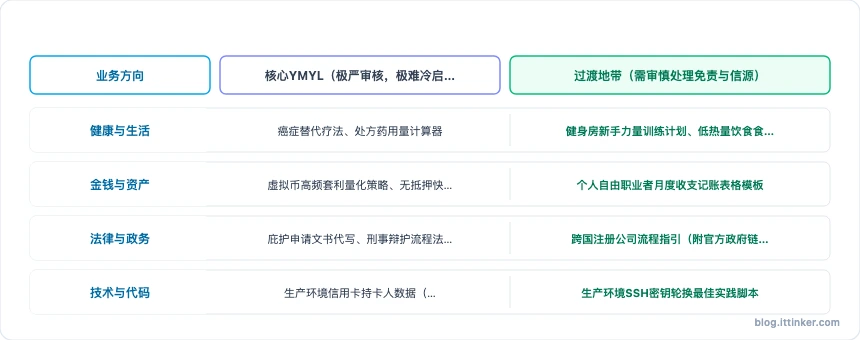 业务方向
核心YMYL（极严审核，极难冷启...
过渡地带（需审慎处理免责与信源）
健康与生活
癌症替代疗法、处方药用量计算器
健身房新手力量训练计划、低热量饮食食...
金钱与资产
虚拟币高频套利量化策略、无抵押快...
个人自由职业者月度收支记账表格模板
法律与政务
庇护申请文书代写、刑事辩护流程法...
跨国注册公司流程指引（附官方政府链...
技术与代码
生产环境信用卡持卡人数据（...
生产环境SSH密钥轮换最佳实践脚本
blog.ittinker.com